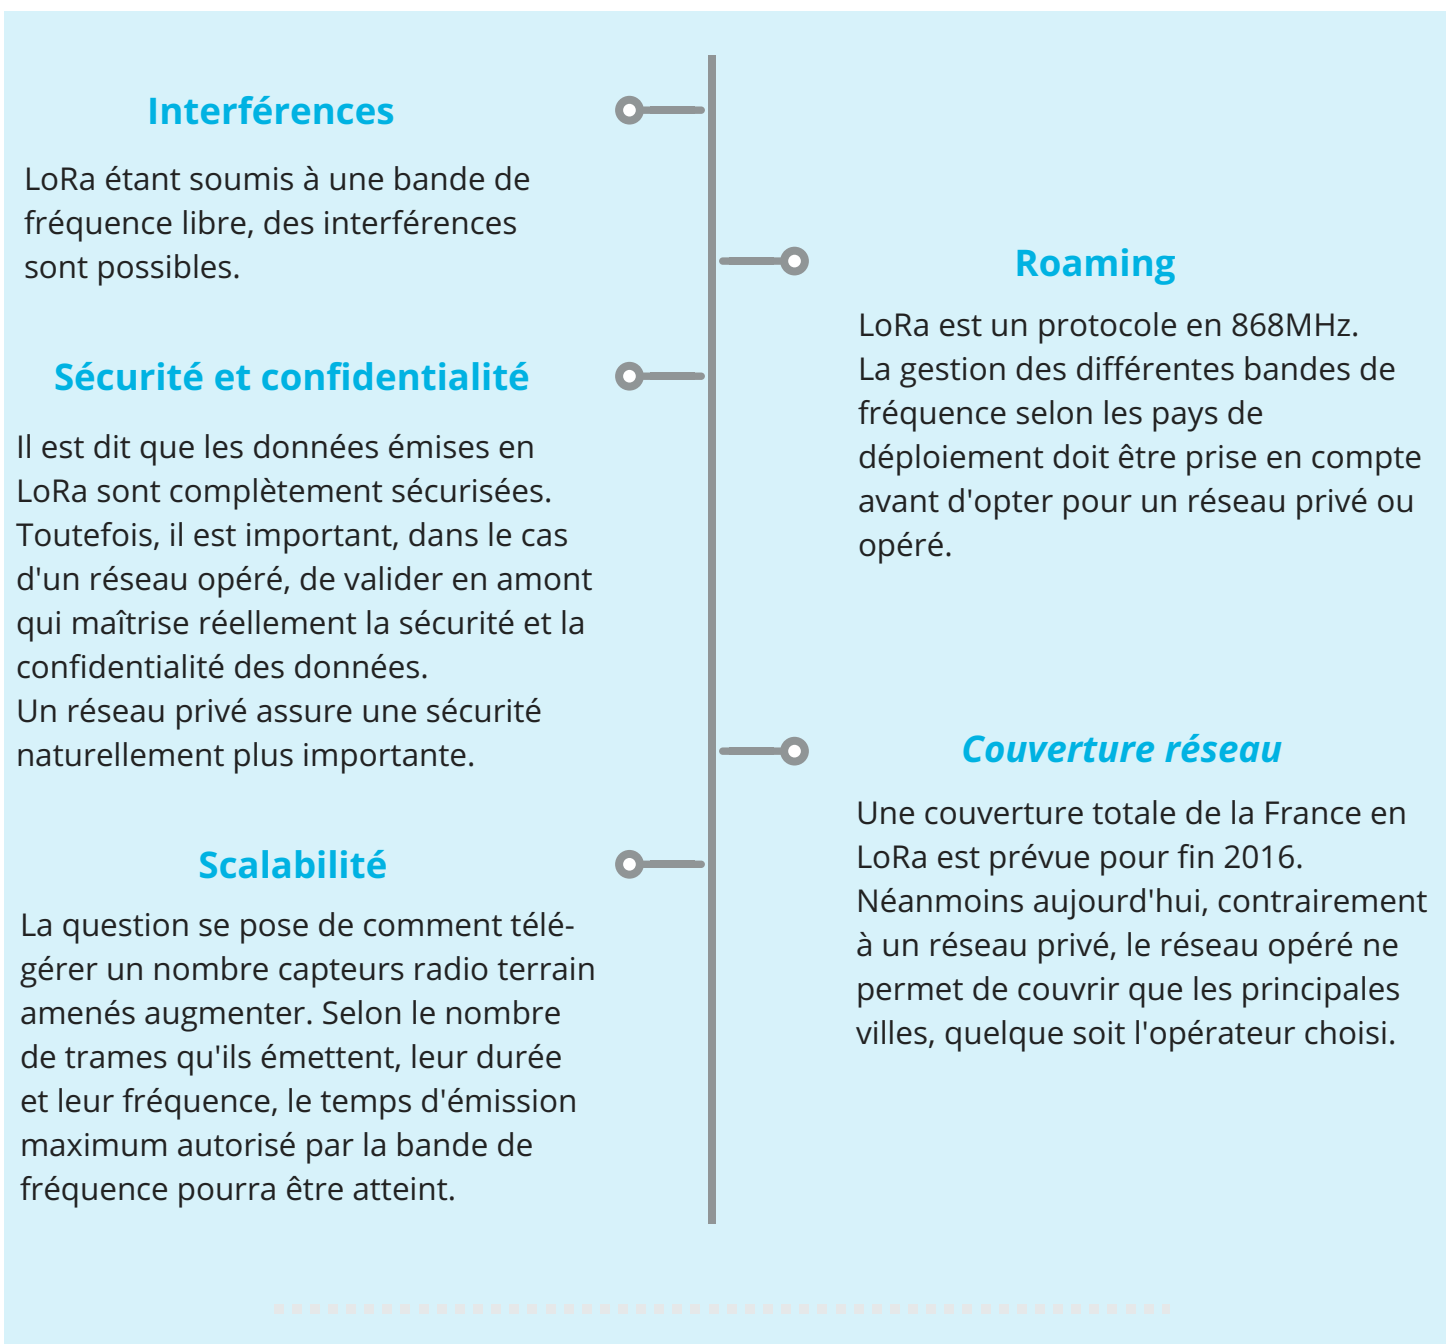 Interférences
LoRa étant soumis à une bande de
fréquence libre, des interférences
sont possibles.
Roaming
LoRa est un protocole en 868MHz.
La gestion des différentes bandes de
fréquence selon les pays de
déploiement doit être prise en compte
avant d'opter pour un réseau privé ou
opéré.
Sécurité et confidentialité
Il est dit que les données émises en
LoRa sont complètement sécurisées.
Toutefois, il est important, dans le cas
d'un réseau opéré, de valider en amont
qui maîtrise réellement la sécurité et la
confidentialité des données.
Un réseau privé assure une sécurité
naturellement plus importante.
Couverture réseau
Une couverture totale de la France en
LoRa est prévue pour fin 2016.
Néanmoins aujourd'hui, contrairement
à un réseau privé, le réseau opéré ne
permet de couvrir que les principales
villes, quelque soit l'opérateur choisi.
Scalabilité
La question se pose de comment télé-
gérer un nombre capteurs radio terrain
amenés augmenter. Selon le nombre
de trames qu'ils émettent, leur durée
et leur fréquence, le temps d'émission
maximum autorisé par la bande de
fréquence pourra être atteint.